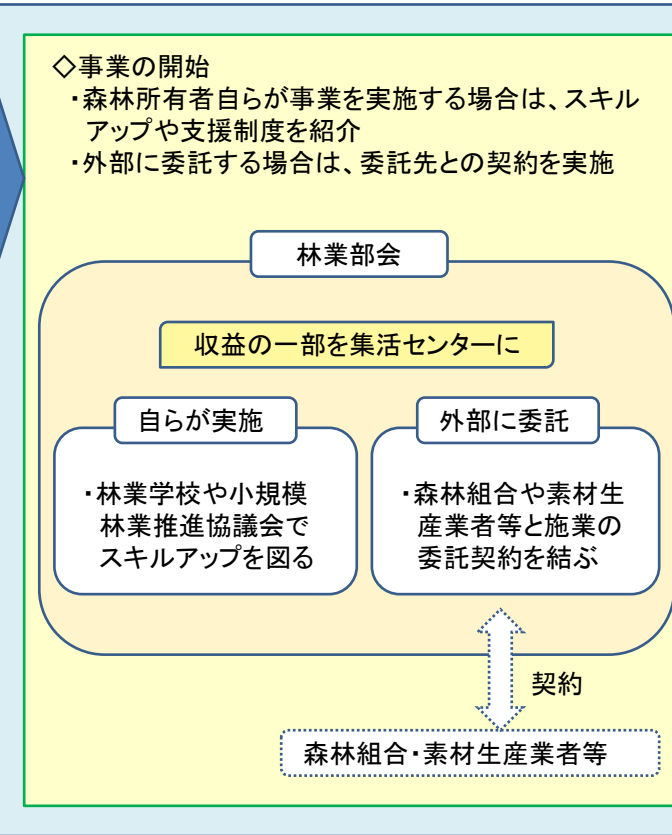 ◇事業の開始
・森林所有者自らが事業を実施する場合は、スキル
アップや支援制度を紹介
・外部に委託する場合は、委託先との契約を実施
林業部会
収益の一部を集活センターに
自らが実施
・林業学校や小規模
林業推進協議会で
スキルアップを図る
外部に委託
・森林組合や素材生
産業者等と施業の
委託契約を結ぶ
契約
森林組合・素材生産業者等